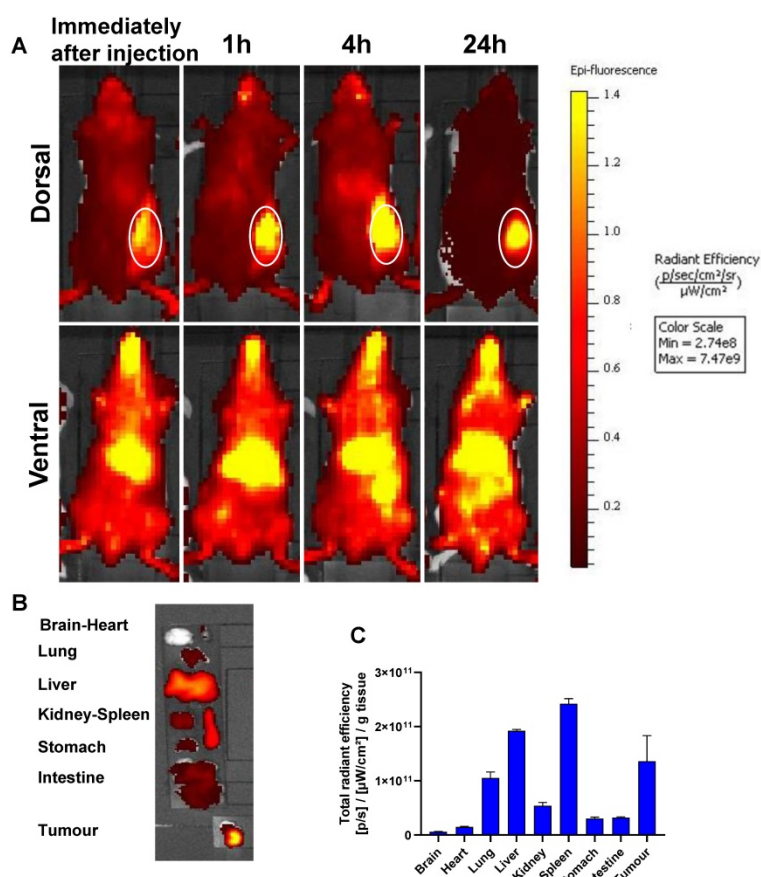 A
Immediately
after injection
1h
4h
24h
Dorsal
Ventral
Epi-fluorescence
1.4
1.2
1.0
0.8
0.6
0.4
0.2
Radiant Efficiency
(p/sec/cm²/sr
μW/cm²)
Color Scale
Min = 2.74e8
Max = 7.47e9
B
Brain-Heart
Lung
Liver
Kidney-Spleen
Stomach
Intestine
Tumour
C
Total radiant efficiency
[p/s] / [μW/cm²] / g tissue
3×10¹¹
2×10¹¹
1×10¹¹
0
Brain
Heart
Lung
Liver
Kidney
Spleen